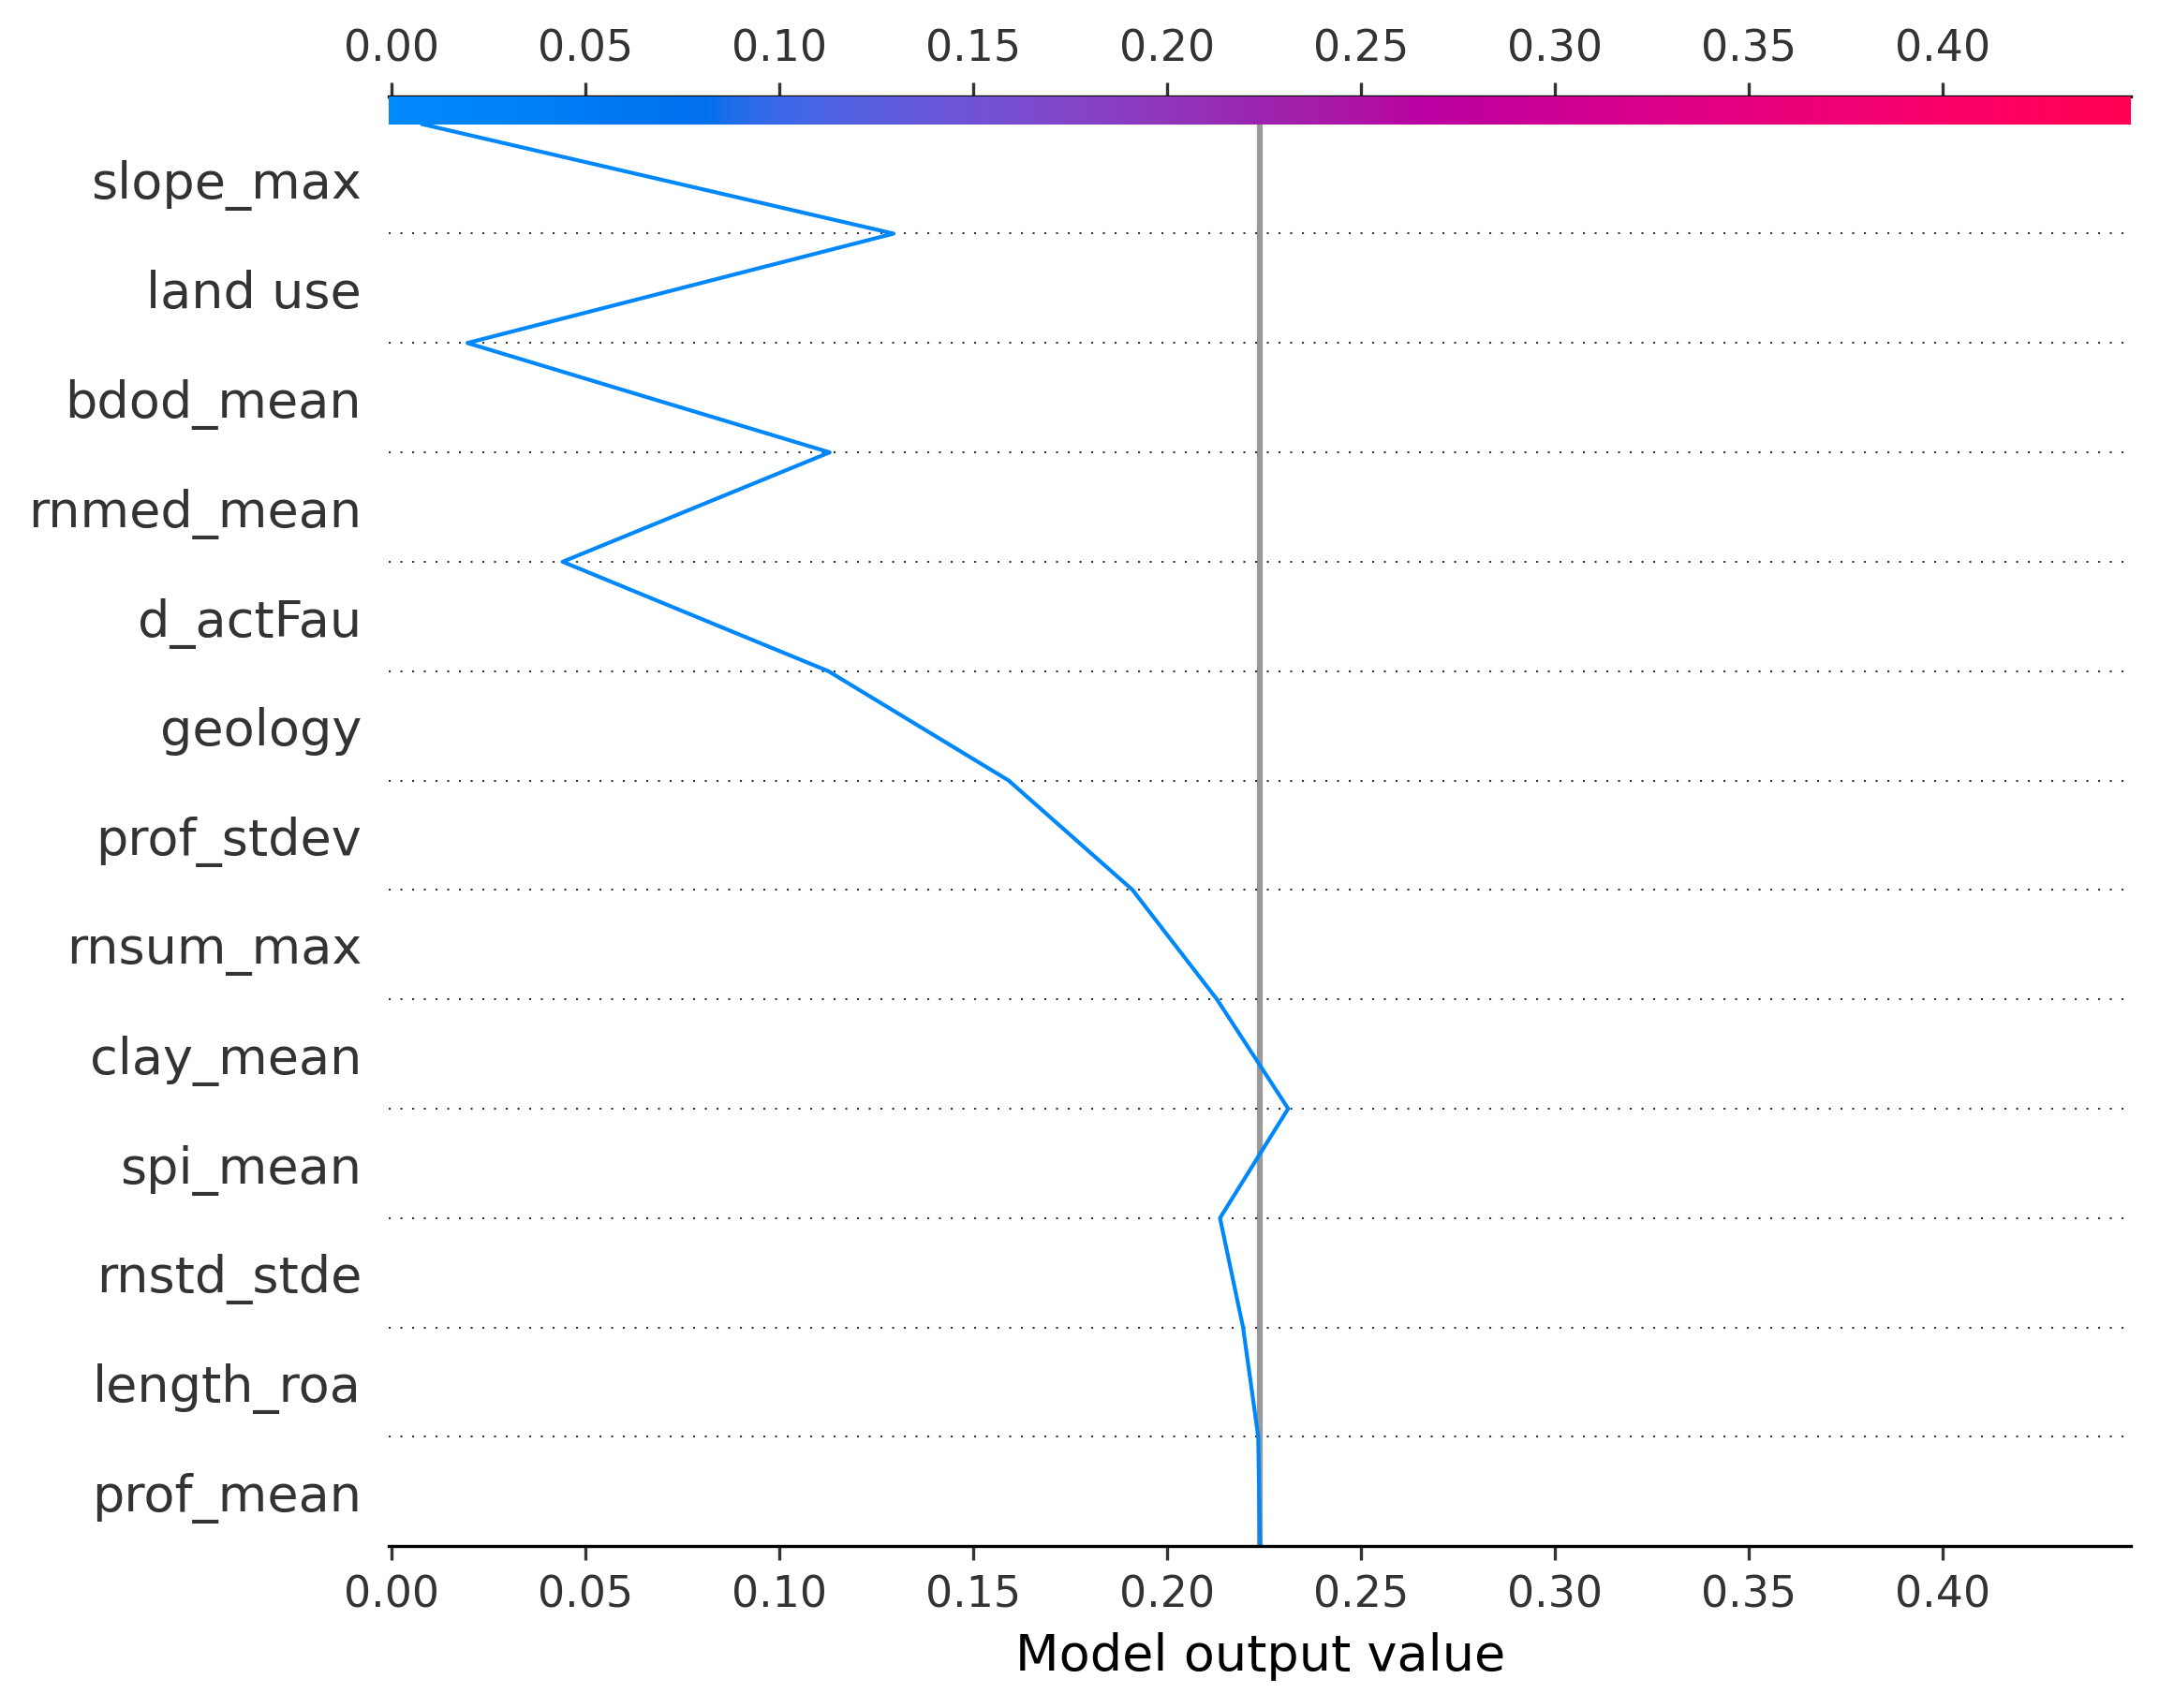 0.00 0.05 0.10 0.15 0.20 0.25 0.30 0.35 0.40
slope_max
land use
bdod_mean
rnmed_mean
d_actFau
geology
prof_stdev
rnsum_max
clay_mean
spi_mean
rnstd_stde
length_roa
prof_mean
0.00 0.05 0.10 0.15 0.20 0.25 0.30 0.35 0.40
Model output value